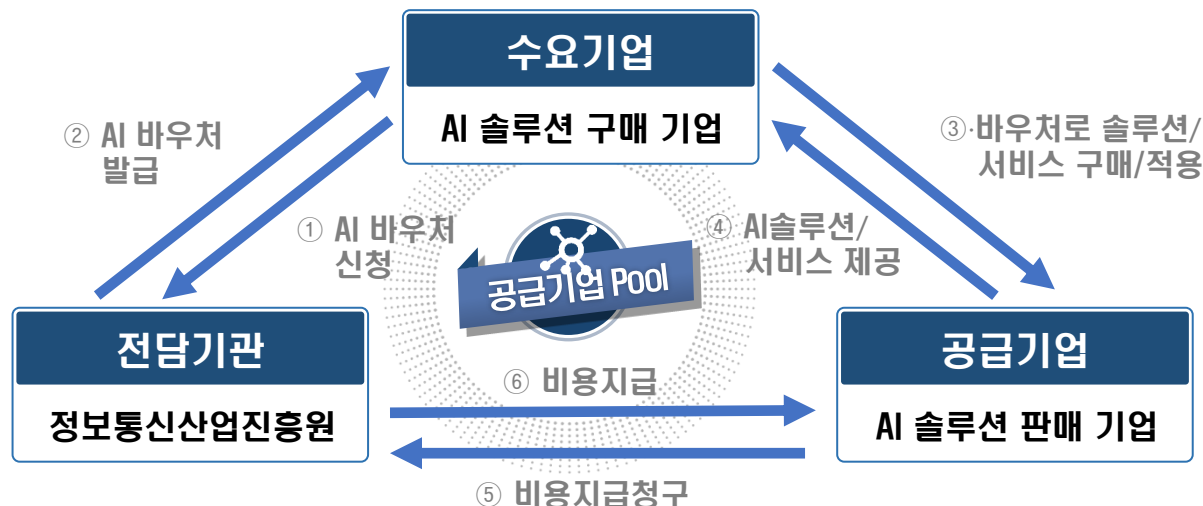 수요기업
AI 솔루션 구매 기업
② AI 바우처
발급
③·바우처로 솔루션/
서비스 구매/적용
① AI 바우처
신청
④ AI솔루션/
서비스 제공
공급기업 Pool
전담기관
정보통신산업진흥원
공급기업
AI 솔루션 판매 기업
⑥ 비용지급
⑤ 비용지급청구